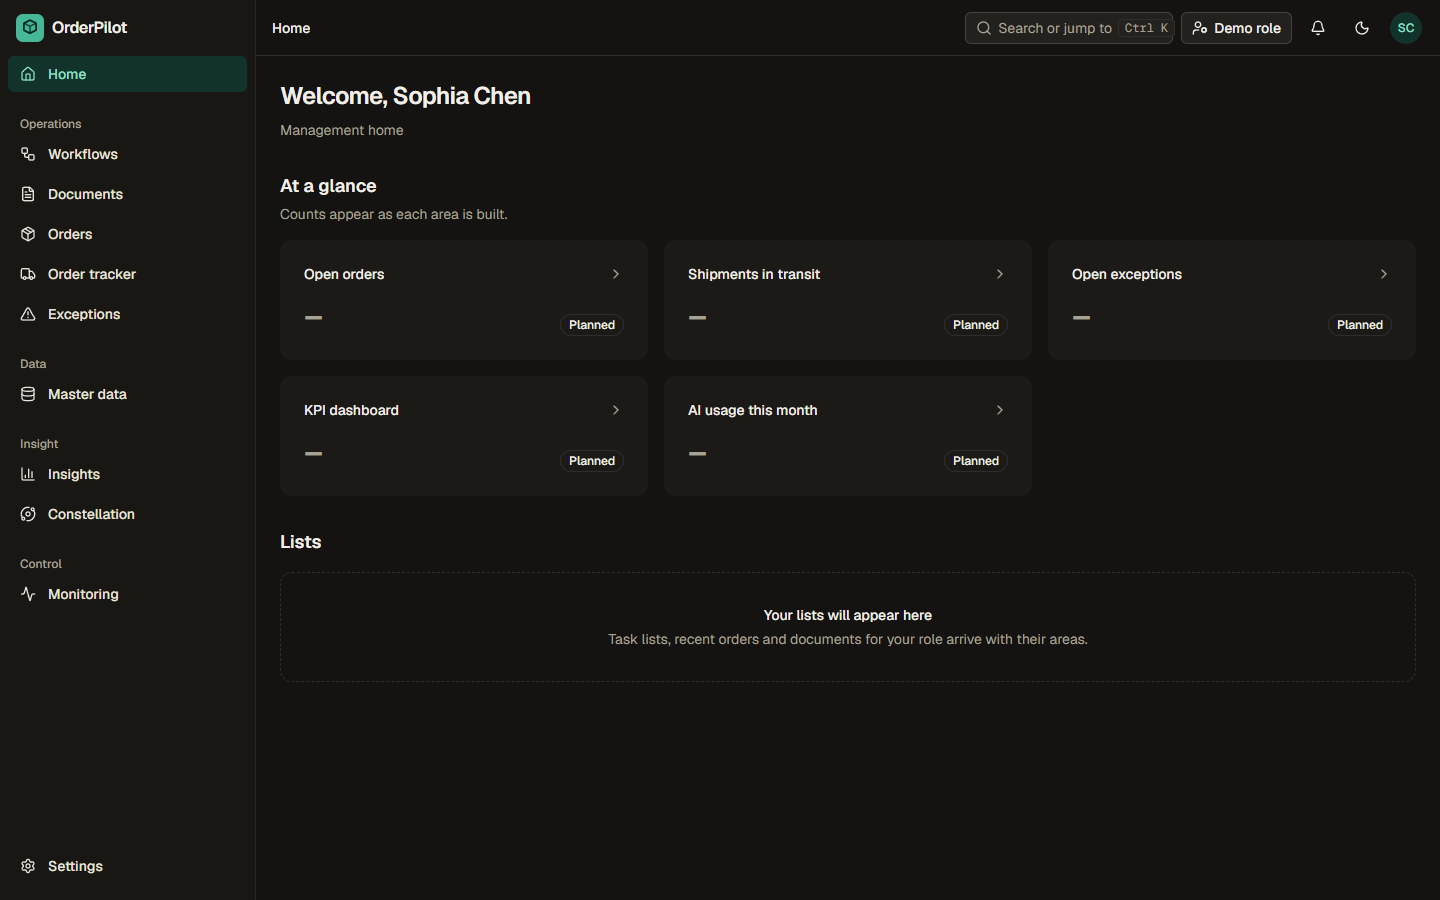 OrderPilot
Home
Search or jump to
Ctrl K
Demo role
SC
Home
Operations
Workflows
Documents
Orders
Order tracker
Exceptions
Data
Master data
Insight
Insights
Constellation
Control
Monitoring
Settings
Welcome, Sophia Chen
Management home
At a glance
Counts appear as each area is built.
Open orders
–
Planned
Shipments in transit
–
Planned
Open exceptions
–
Planned
KPI dashboard
–
Planned
AI usage this month
–
Planned
Lists
Your lists will appear here
Task lists, recent orders and documents for your role arrive with their areas.